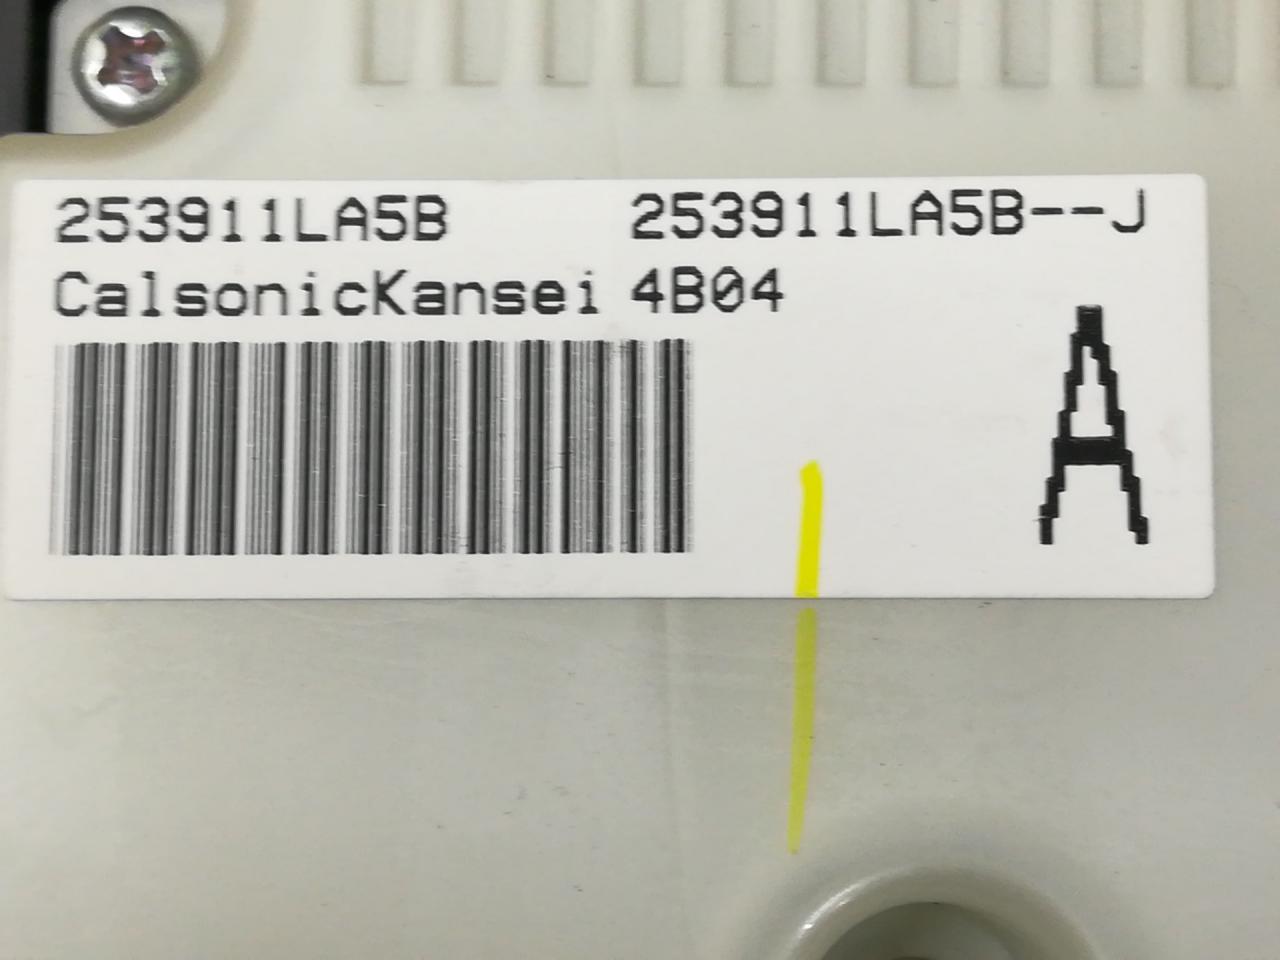 253911LA5B 253911LA5B--J
CalsonicKansei 4B04
A